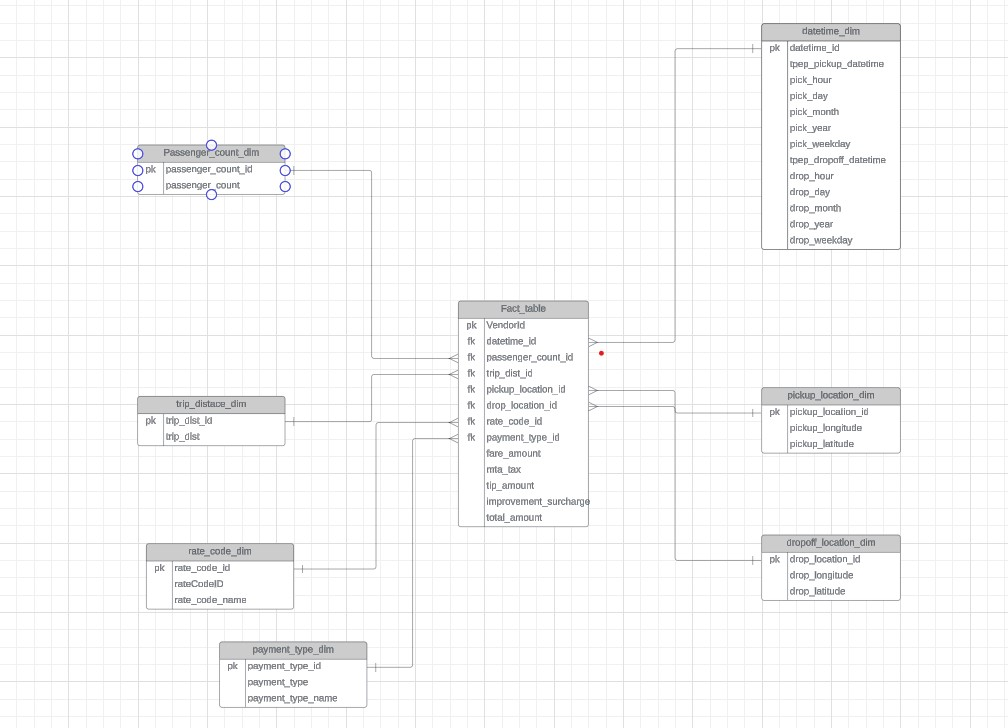 datetime_dim
pk datetime_id
tpep_pickup_datetime
pick_hour
pick_day
pick_month
pick_year
pick_weekday
tpep_dropoff_datetime
drop_hour
drop_day
drop_month
drop_year
drop_weekday
Passenger_count_dim
pk passenger_count_id
passenger_count
Fact_table
pk VendorId
fk datetime_id
fk passenger_count_id
fk trip_dist_id
fk pickup_location_id
fk drop_location_id
fk rate_code_id
fk payment_type_id
fare_amount
mta_tax
tip_amount
improvement_surcharge
total_amount
trip_distace_dim
pk trip_dist_id
trip_dist
pickup_location_dim
pk pickup_location_id
pickup_longitude
pickup_latitude
rate_code_dim
pk rate_code_id
rateCodeID
rate_code_name
dropoff_location_dim
pk drop_location_id
drop_longitude
drop_latitude
payment_type_dim
pk payment_type_id
payment_type
payment_type_name